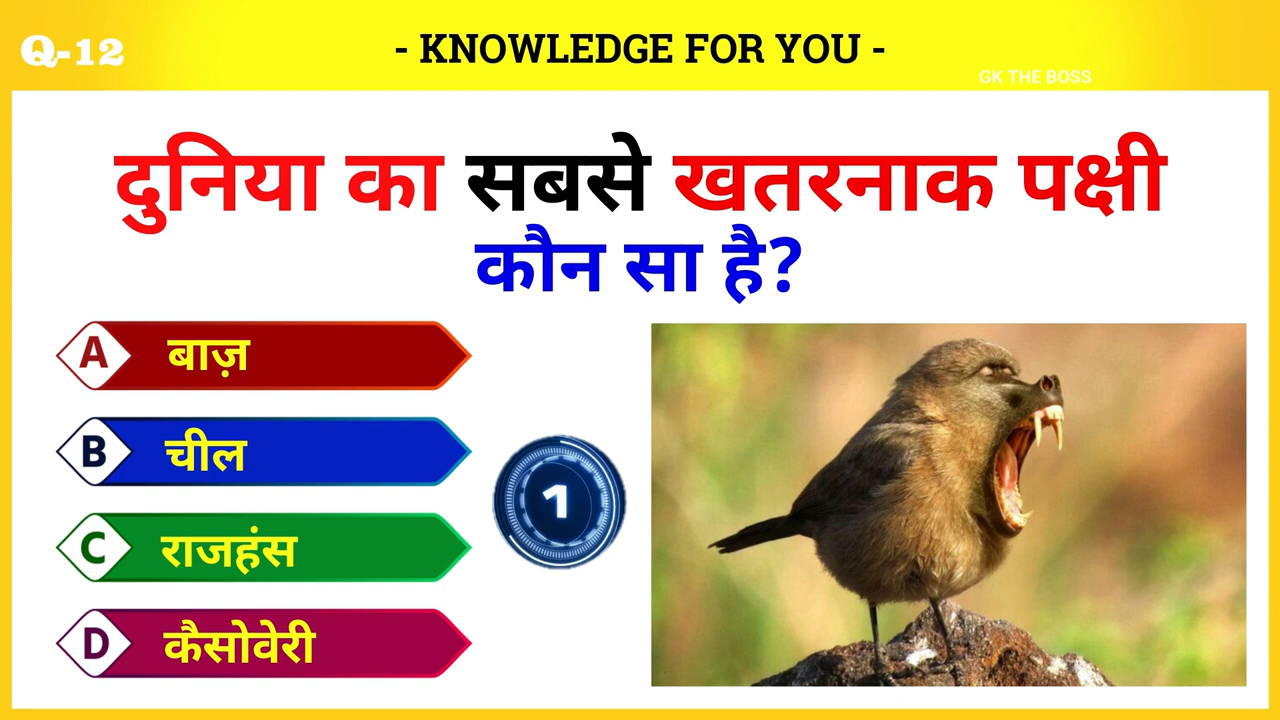 Q-12
- KNOWLEDGE FOR YOU -
GK THE BOSS
दुनिया का सबसे खतरनाक पक्षी
कौन सा है?
A बाज़
B चील
C राजहंस
D कैसोवेरी
1